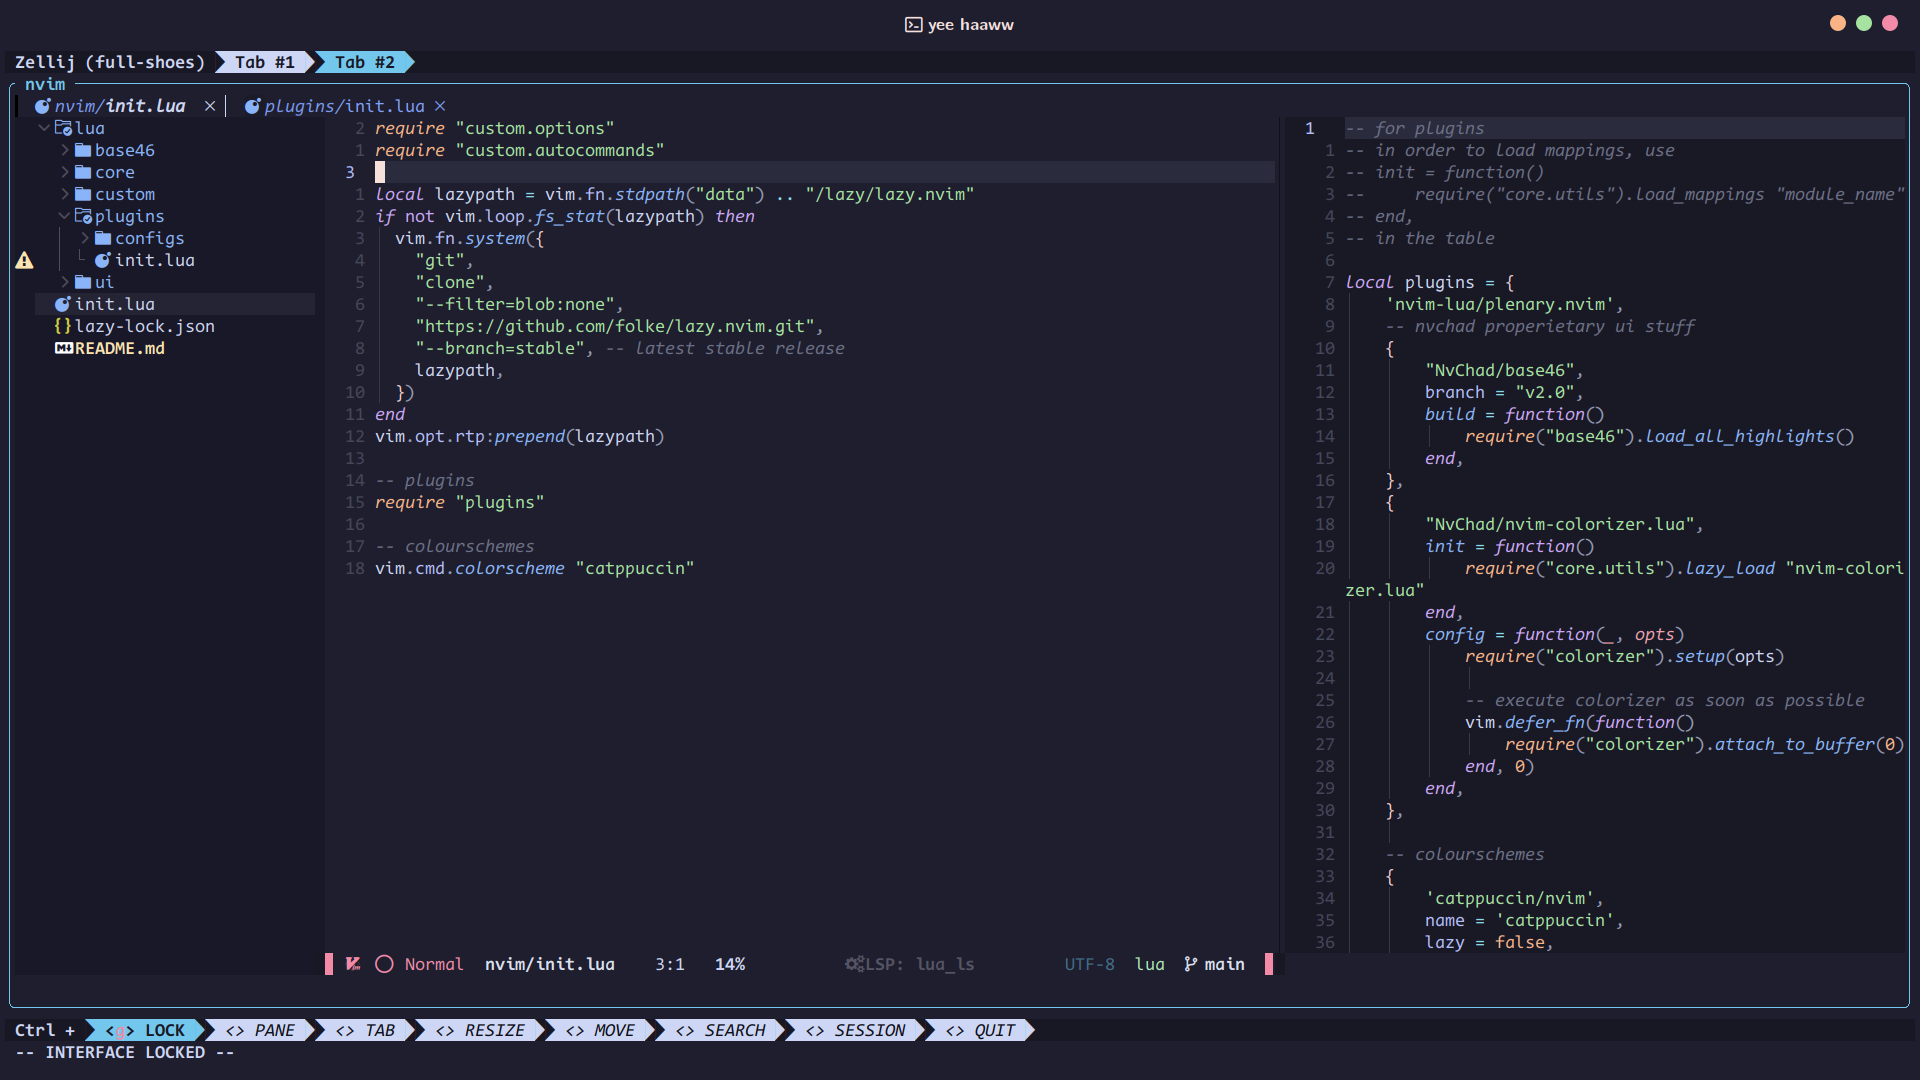 yee haaww
Zellij (full-shoes) Tab #1 Tab #2
nvim
nvim/init.lua × plugins/init.lua ×
lua
base46
core
custom
plugins
configs
init.lua
ui
init.lua
{} lazy-lock.json
README.md
2 require "custom.options"
1 require "custom.autocommands"
3
1 local lazypath = vim.fn.stdpath("data") .. "/lazy/lazy.nvim"
2 if not vim.loop.fs_stat(lazypath) then
3 vim.fn.system({
4 "git",
5 "clone",
6 "--filter=blob:none",
7 "https://github.com/folke/lazy.nvim.git",
8 "--branch=stable", -- latest stable release
9 lazypath,
10 })
11 end
12 vim.opt.rtp:prepend(lazypath)
13
14 -- plugins
15 require "plugins"
16
17 -- colourschemes
18 vim.cmd.colorscheme "catppuccin"
1 -- for plugins
1 -- in order to load mappings, use
2 -- init = function()
3 --     require("core.utils").load_mappings "module_name"
4 -- end,
5 -- in the table
6
7 local plugins = {
8 'nvim-lua/plenary.nvim',
9 -- nvchad properietary ui stuff
10 {
11 "NvChad/base46",
12 branch = "v2.0",
13 build = function()
14 require("base46").load_all_highlights()
15 end,
16 },
17 {
18 "NvChad/nvim-colorizer.lua",
19 init = function()
20 require("core.utils").lazy_load "nvim-colori
zer.lua"
21 end,
22 config = function(_, opts)
23 require("colorizer").setup(opts)
24
25 -- execute colorizer as soon as possible
26 vim.defer_fn(function()
27 require("colorizer").attach_to_buffer(0)
28 end, 0)
29 end,
30 },
31
32 -- colourschemes
33 {
34 'catppuccin/nvim',
35 name = 'catppuccin',
36 lazy = false,
Normal nvim/init.lua 3:1 14% LSP: lua_ls UTF-8 lua main
Ctrl + <g> LOCK <> PANE <> TAB <> RESIZE <> MOVE <> SEARCH <> SESSION <> QUIT
-- INTERFACE LOCKED --